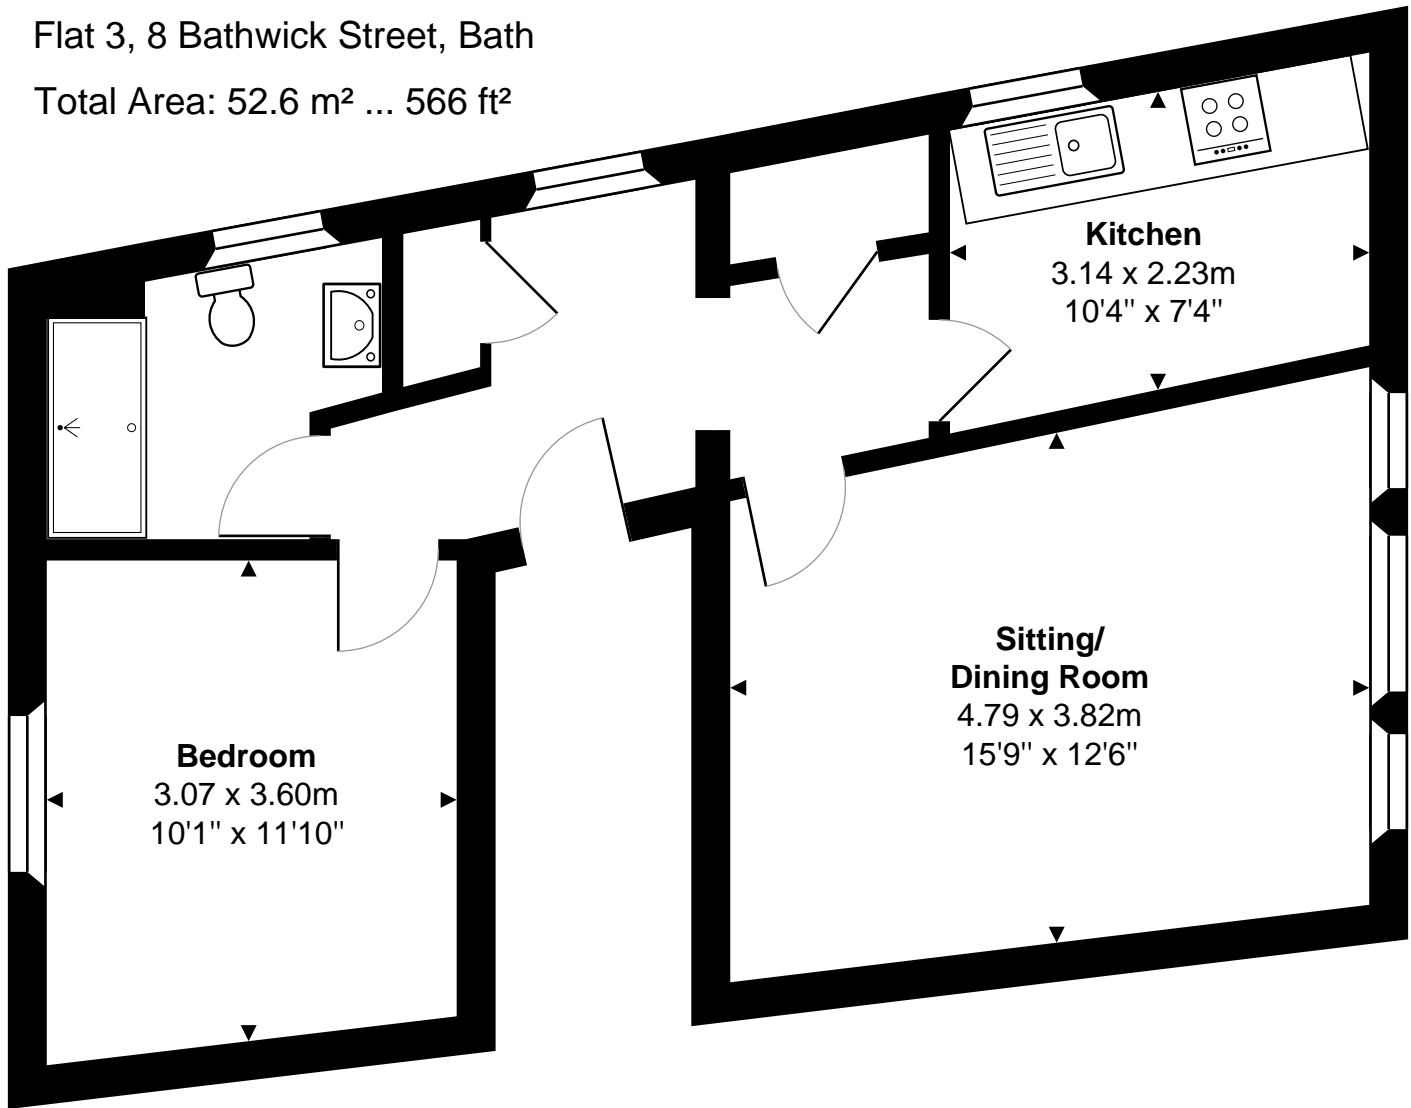 Flat 3, 8 Bathwick Street, Bath
Total Area: 52.6 m² ... 566 ft²
Kitchen
3.14 x 2.23m
10'4" x 7'4"
Sitting/
Dining Room
4.79 x 3.82m
15'9" x 12'6"
Bedroom
3.07 x 3.60m
10'1" x 11'10"